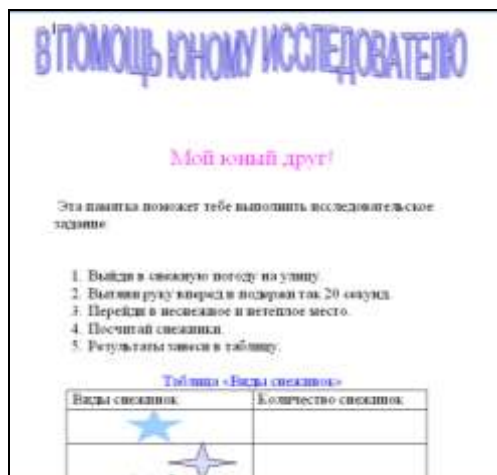 В ПОМОЩЬ ЮНОМУ ИССЛЕДОВАТЕЛЮ
Мой юный друг!
Эта памятка поможет тебе выполнить исследовательское
задание
1. Выйди в снежную погоду на улицу.
2. Вытяни руку вперед и подержи так 20 секунд.
3. Перейди в неснежное и нетеплое место.
4. Посчитай снежинки.
5. Результаты занеси в таблицу.
Таблица «Виды снежинок»
Виды снежинок Количество снежинок